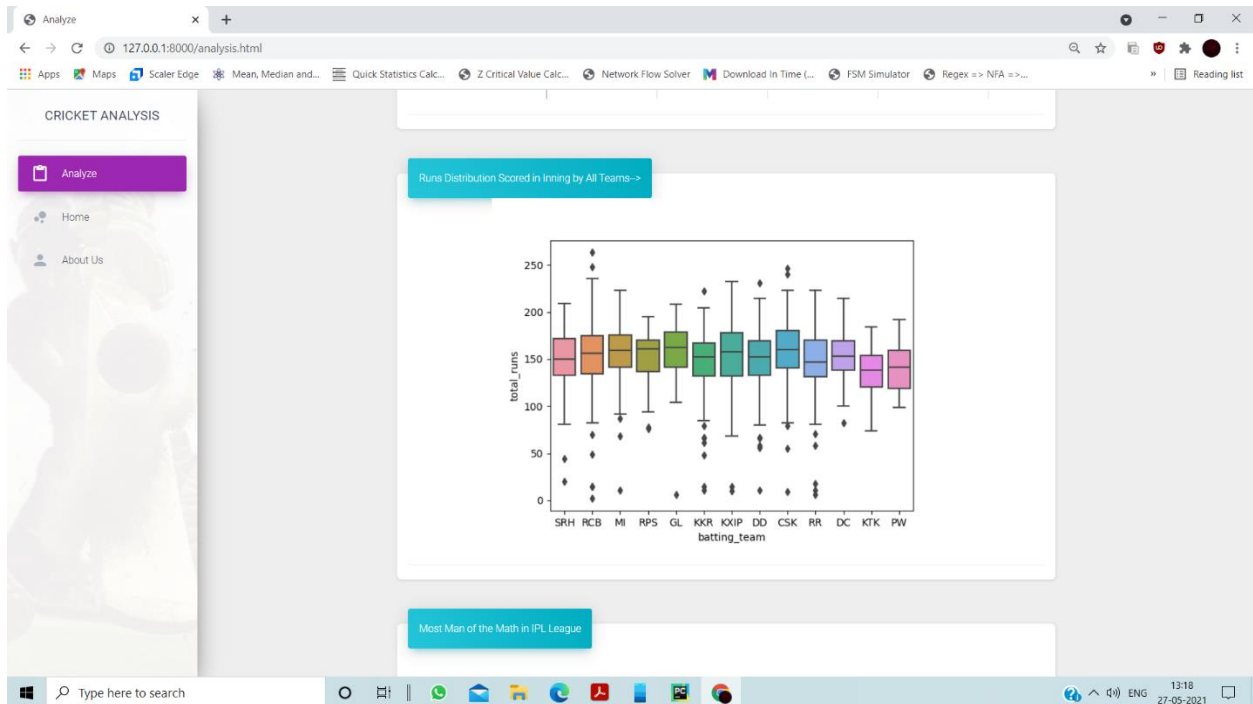 Analyze
127.0.0.1:8000/analysis.html
Apps Maps Scaler Edge Mean, Median and... Quick Statistics Calc... Z Critical Value Calc... Network Flow Solver Download In Time (... FSM Simulator Regex => NFA =>... » Reading list
CRICKET ANALYSIS
Analyze
Home
About Us
Runs Distribution Scored in Inning by All Teams-->
250
200
150
100
50
0
total_runs
SRH RCB MI RPS GL KKR KXIP DD CSK RR DC KTK PW
batting_team
Most Man of the Math in IPL League
Type here to search
ENG
13:18
27-05-2021